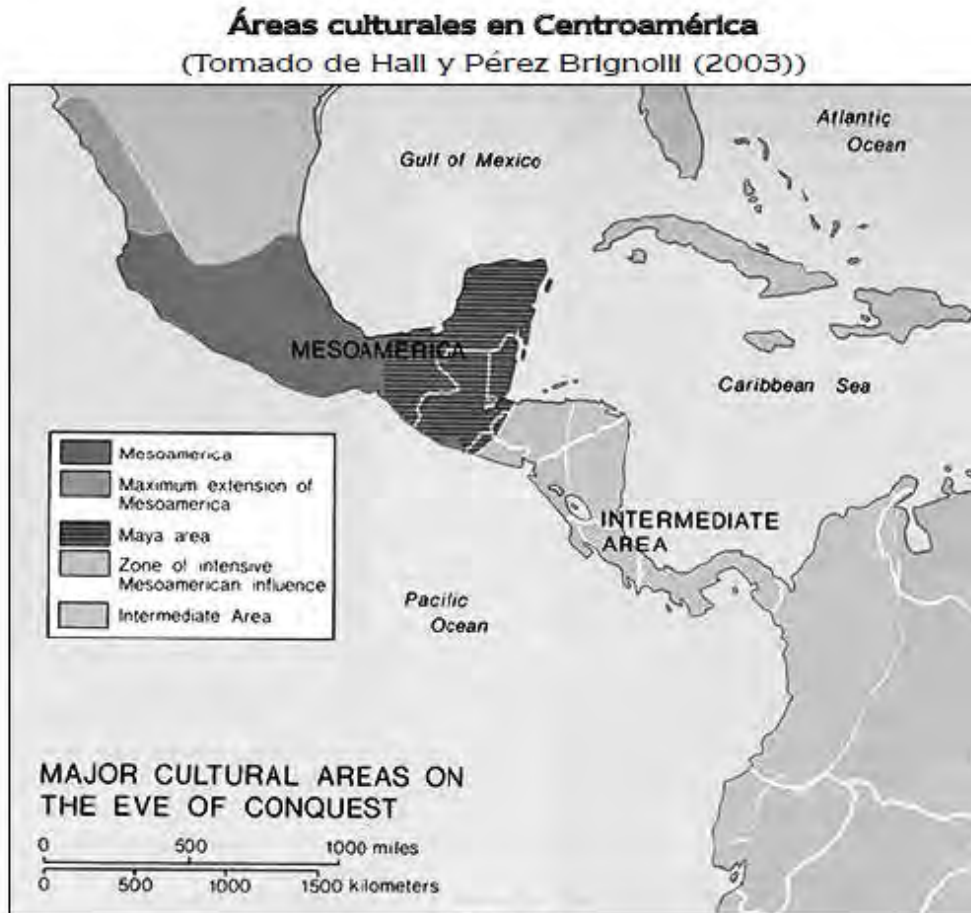 Áreas culturales en Centroamérica
(Tomado de Hall y Pérez Brignolli (2003))
Atlantic
Ocean
Gulf of Mexico
MESOAMERICA
Caribbean Sea
Mesoamerica
Maximum extension of
Mesoamerica
Maya area
Zone of intensive
Mesoamerican influence
Intermediate Area
INTERMEDIATE
AREA
Pacific
Ocean
MAJOR CULTURAL AREAS ON
THE EVE OF CONQUEST
0 500 1000 miles
0 500 1000 1500 kilometers